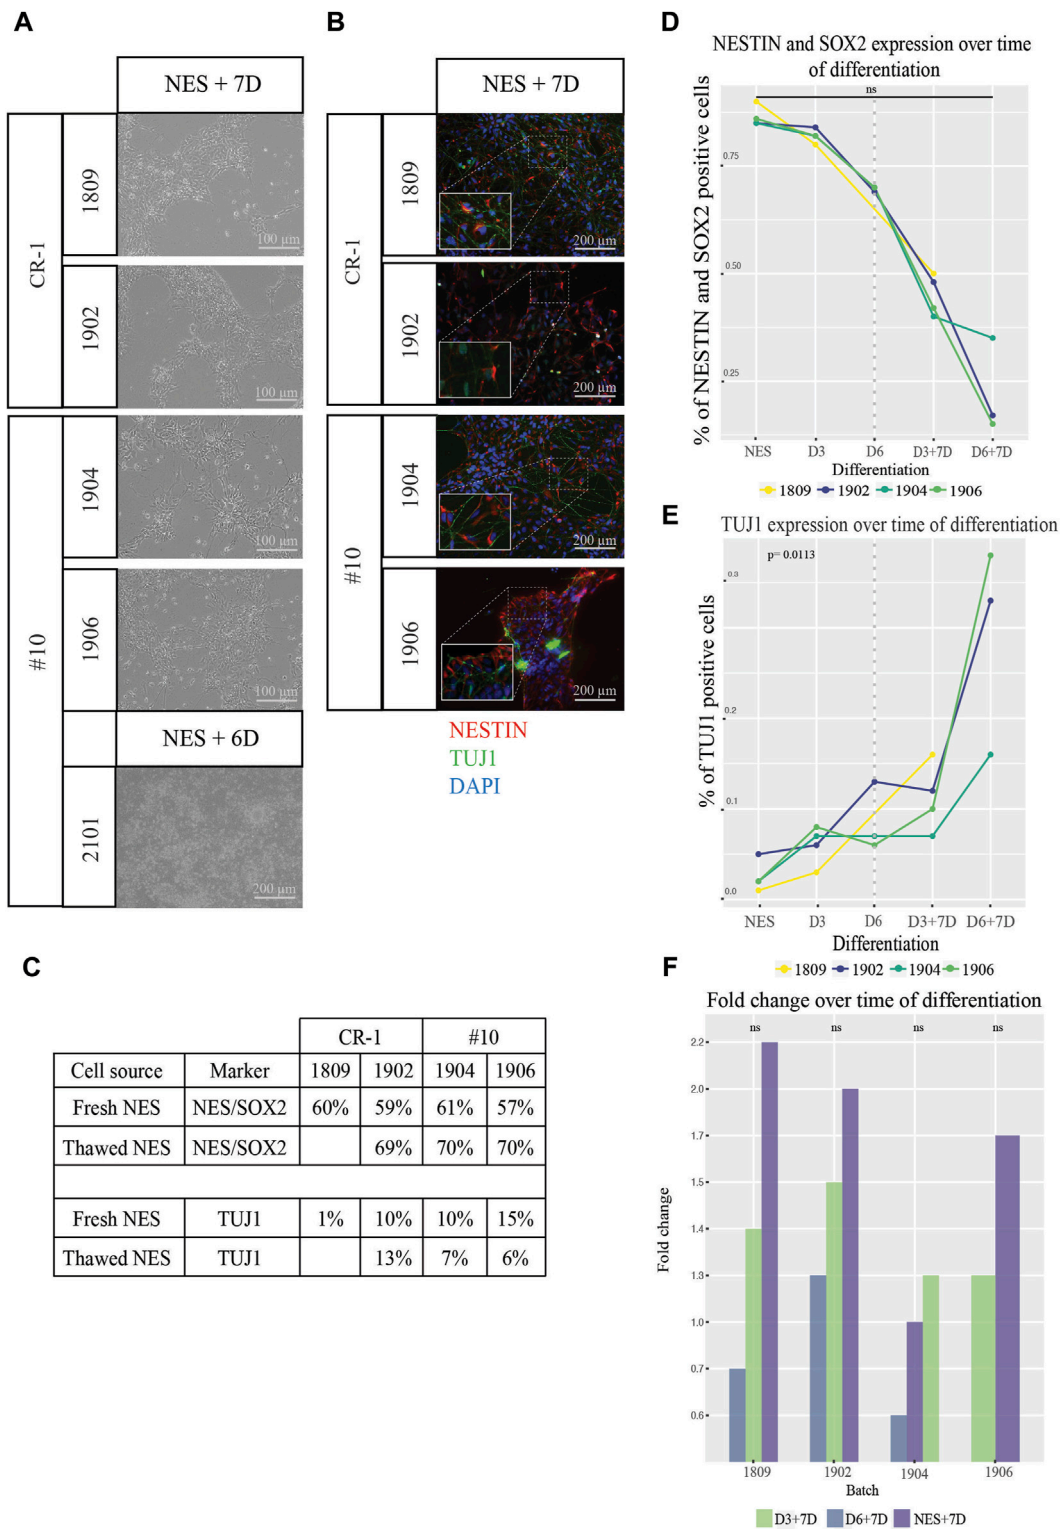 A
NES + 7D
CR-1
1809
100 µm
1902
100 µm
#10
1904
100 µm
1906
100 µm
NES + 6D
2101
200 µm
B
NES + 7D
CR-1
1809
200 µm
1902
200 µm
#10
1904
200 µm
1906
200 µm
NESTIN
TUJ1
DAPI
C
CR-1 #10
Cell source Marker 1809 1902 1904 1906
Fresh NES NES/SOX2 60% 59% 61% 57%
Thawed NES NES/SOX2 69% 70% 70%
Fresh NES TUJ1 1% 10% 10% 15%
Thawed NES TUJ1 13% 7% 6%
D
NESTIN and SOX2 expression over time
of differentiation
ns
% of NESTIN and SOX2 positive cells
0.75
0.50
0.25
NES D3 D6 D3+7D D6+7D
Differentiation
1809 1902 1904 1906
E
TUJ1 expression over time of differentiation
p= 0.0113
% of TUJ1 positive cells
0.3
0.2
0.1
0.0
NES D3 D6 D3+7D D6+7D
Differentiation
1809 1902 1904 1906
F
Fold change over time of differentiation
ns ns ns ns
Fold change
2.2
2.0
1.7
1.5
1.3
1.0
0.7
0.6
1809 1902 1904 1906
Batch
D3+7D D6+7D NES+7D